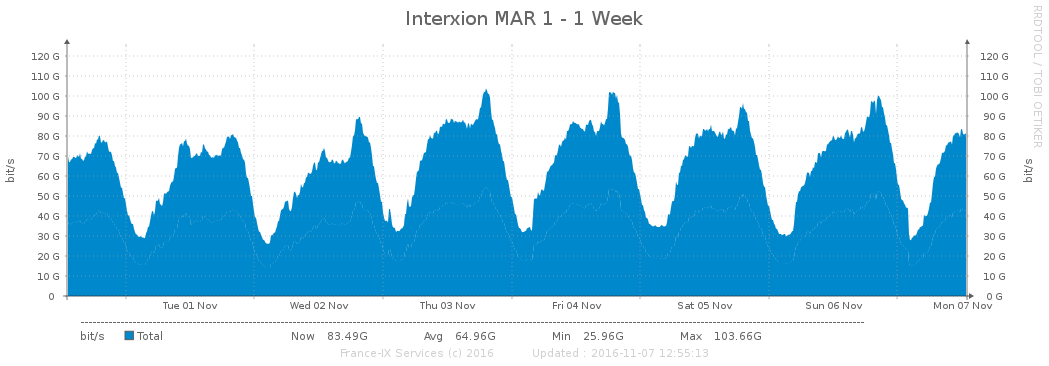 Interxion MAR 1 - 1 Week
RRDTOOL / TOBI OETIKER
bit/s
120 G
110 G
100 G
90 G
80 G
70 G
60 G
50 G
40 G
30 G
20 G
10 G
0
120 G
110 G
100 G
90 G
80 G
70 G
60 G
50 G
40 G
30 G
20 G
10 G
0 G
bit/s
Tue 01 Nov Wed 02 Nov Thu 03 Nov Fri 04 Nov Sat 05 Nov Sun 06 Nov Mon 07 Nov
bit/s Total Now 83.49G Avg 64.96G Min 25.96G Max 103.66G
France-IX Services (c) 2016 Updated : 2016-11-07 12:55:13